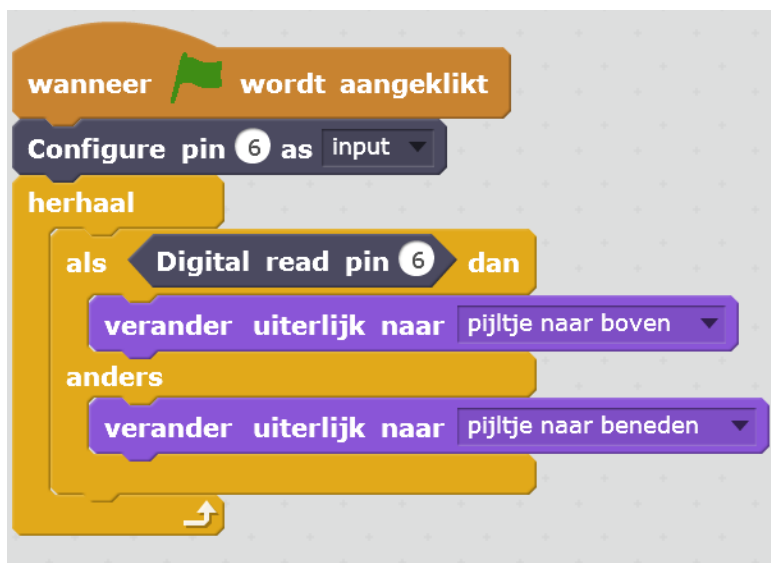 wanneer wordt aangeklikt
Configure pin 6 as input
herhaal
als Digital read pin 6 dan
verander uiterlijk naar pijltje naar boven
anders
verander uiterlijk naar pijltje naar beneden